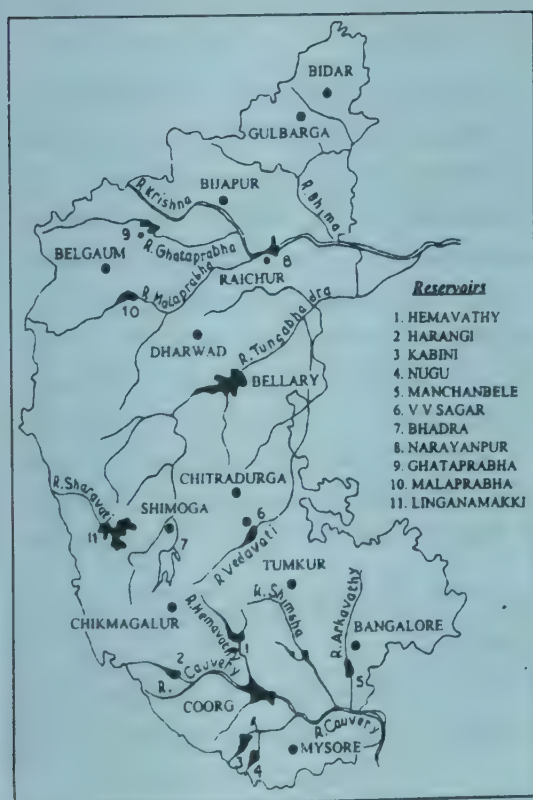 BIDAR
GULBARGA
R.Krishna
BIJAPUR
R.Bhima
9
R.Ghataprabha
BELGAUM
8
R.Malaprabha
RAICHUR
10
R.Tungabhadra
DHARWAD
BELLARY
CHITRADURGA
R.Sharavati
SHIMOGA
6
11
7
R.Vedavati
TUMKUR
R.Hemavathy
R.Shimsha
R.Arkavathy
BANGALORE
CHIKMAGALUR
1
2
R. Cauvery
5
COORG
R.Cauvery
3
4
MYSORE
Reservoirs
1. HEMAVATHY
2 HARANGI
3 KABINI
4. NUGU
5. MANCHANBELE
6. V V SAGAR
7. BHADRA
8. NARAYANPUR
9. GHATAPRABHA
10. MALAPRABHA
11. LINGANAMAKKI